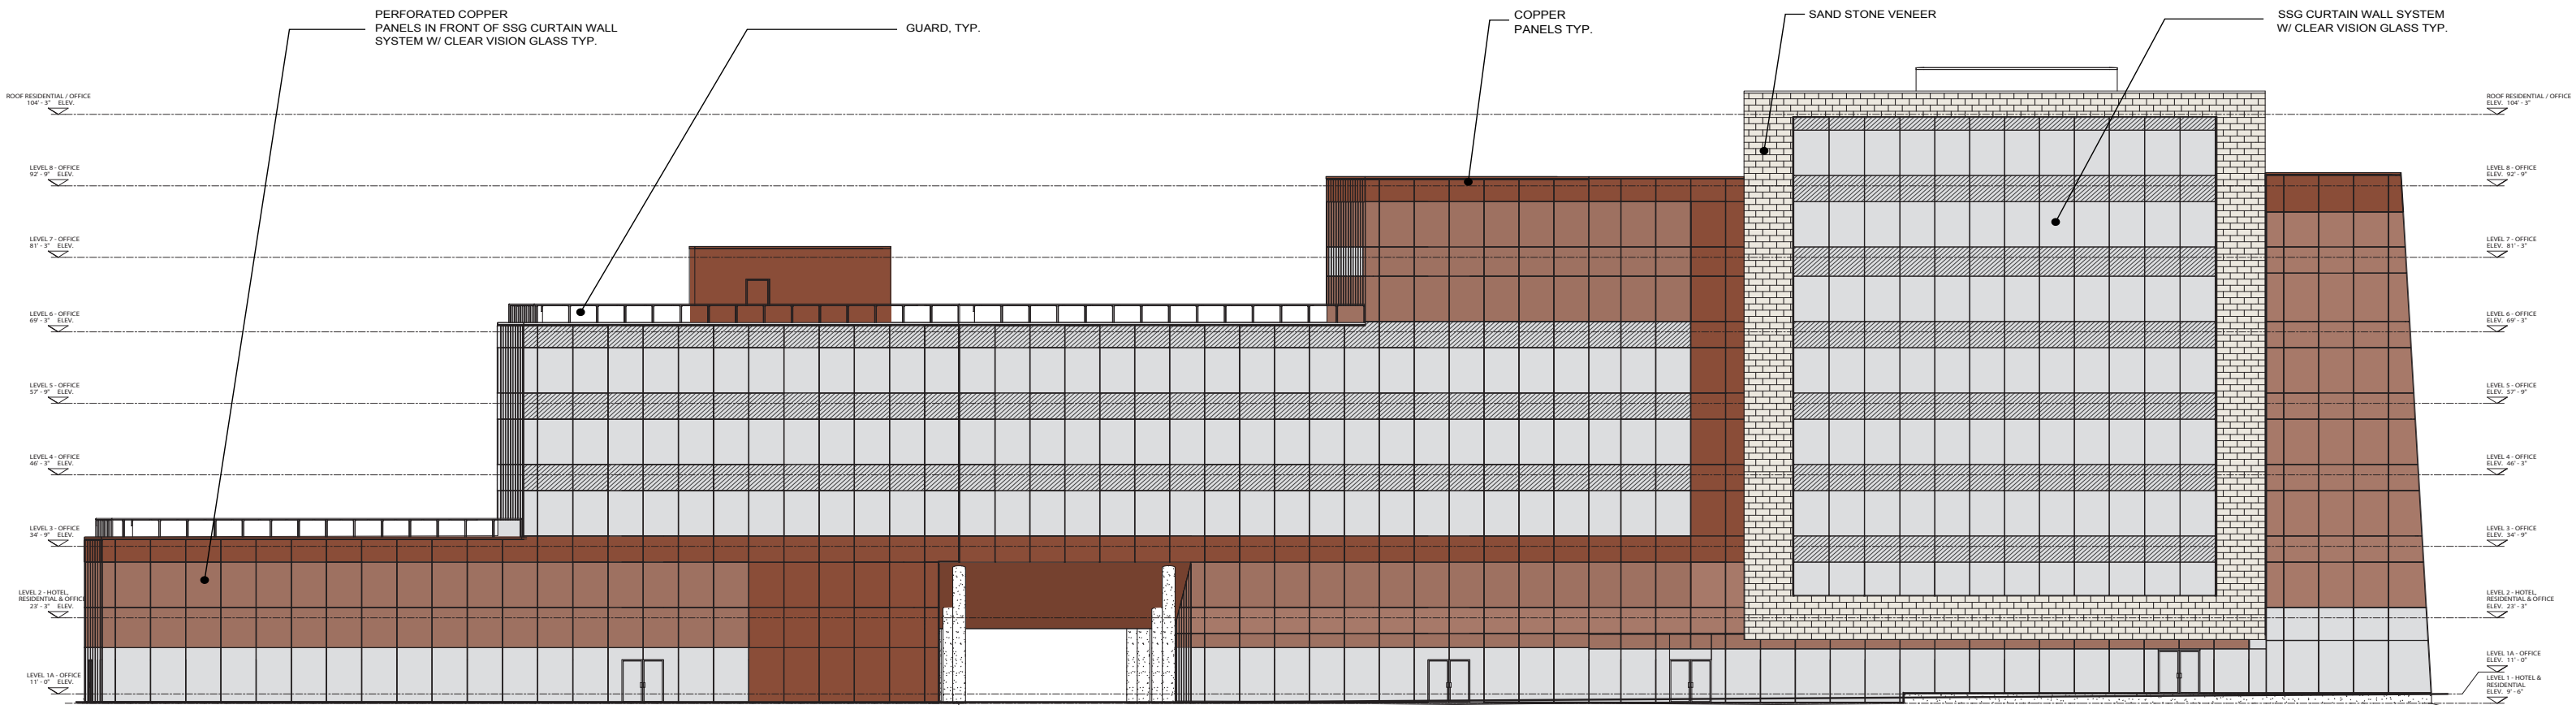 PERFORATED COPPER
PANELS IN FRONT OF SSG CURTAIN WALL
SYSTEM W/ CLEAR VISION GLASS TYP.
GUARD, TYP.
COPPER
PANELS TYP.
SAND STONE VENEER
SSG CURTAIN WALL SYSTEM
W/ CLEAR VISION GLASS TYP.
ROOF RESIDENTIAL / OFFICE
104' - 3" ELEV.
LEVEL 8 - OFFICE
92' - 9" ELEV.
LEVEL 7 - OFFICE
81' - 3" ELEV.
LEVEL 6 - OFFICE
69' - 3" ELEV.
LEVEL 5 - OFFICE
57' - 9" ELEV.
LEVEL 4 - OFFICE
46' - 3" ELEV.
LEVEL 3 - OFFICE
34' - 9" ELEV.
LEVEL 2 - HOTEL,
RESIDENTIAL & OFFICE
23' - 3" ELEV.
LEVEL 1A - OFFICE
11' - 0" ELEV.
ROOF RESIDENTIAL / OFFICE
ELEV. 104' - 3"
LEVEL 8 - OFFICE
ELEV. 92' - 9"
LEVEL 7 - OFFICE
ELEV. 81' - 3"
LEVEL 6 - OFFICE
ELEV. 69' - 3"
LEVEL 5 - OFFICE
ELEV. 57' - 9"
LEVEL 4 - OFFICE
ELEV. 46' - 3"
LEVEL 3 - OFFICE
ELEV. 34' - 9"
LEVEL 2 - HOTEL,
RESIDENTIAL & OFFICE
ELEV. 23' - 3"
LEVEL 1A - OFFICE
ELEV. 11' - 0"
LEVEL 1 - HOTEL &
RESIDENTIAL
ELEV. 9' - 6"